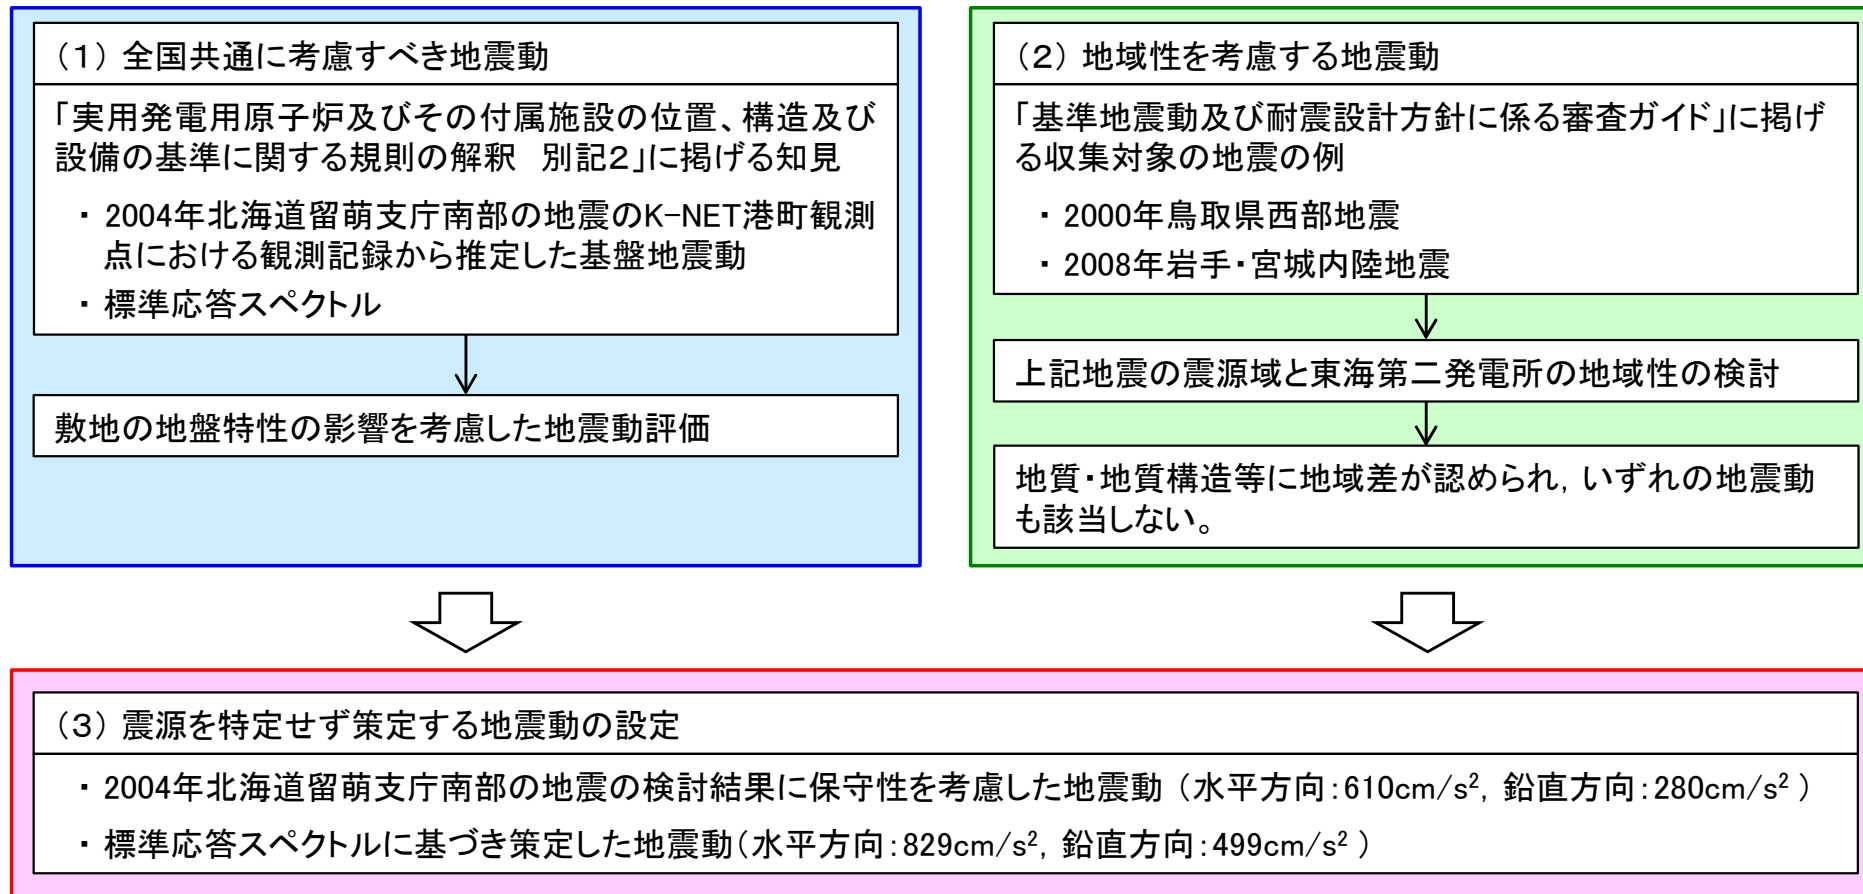 (1) 全国共通に考慮すべき地震動
「実用発電用原子炉及びその付属施設の位置、構造及び
設備の基準に関する規則の解釈　別記2」に掲げる知見
・ 2004年北海道留萌支庁南部の地震のK-NET港町観測
点における観測記録から推定した基盤地震動
・ 標準応答スペクトル
敷地の地盤特性の影響を考慮した地震動評価
(2) 地域性を考慮する地震動
「基準地震動及び耐震設計方針に係る審査ガイド」に掲げ
る収集対象の地震の例
・ 2000年鳥取県西部地震
・ 2008年岩手・宮城内陸地震
上記地震の震源域と東海第二発電所の地域性の検討
地質・地質構造等に地域差が認められ，いずれの地震動
も該当しない。
(3) 震源を特定せず策定する地震動の設定
・ 2004年北海道留萌支庁南部の地震の検討結果に保守性を考慮した地震動 （水平方向：610cm/s², 鉛直方向：280cm/s² ）
・ 標準応答スペクトルに基づき策定した地震動（水平方向：829cm/s², 鉛直方向：499cm/s² ）